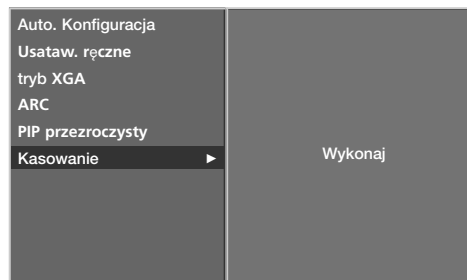 Auto. Konfiguracja
Usataw. ręczne
tryb XGA
ARC
PIP przezroczysty
Kasowanie ►
Wykonaj